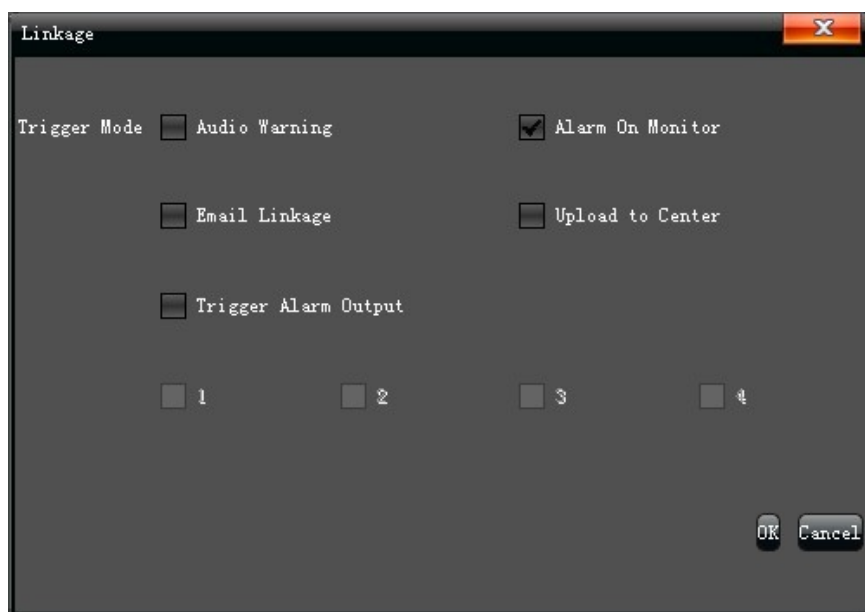 Linkage
Trigger Mode Audio Warning Alarm On Monitor
Email Linkage Upload to Center
Trigger Alarm Output
1 2 3 4
OK Cancel